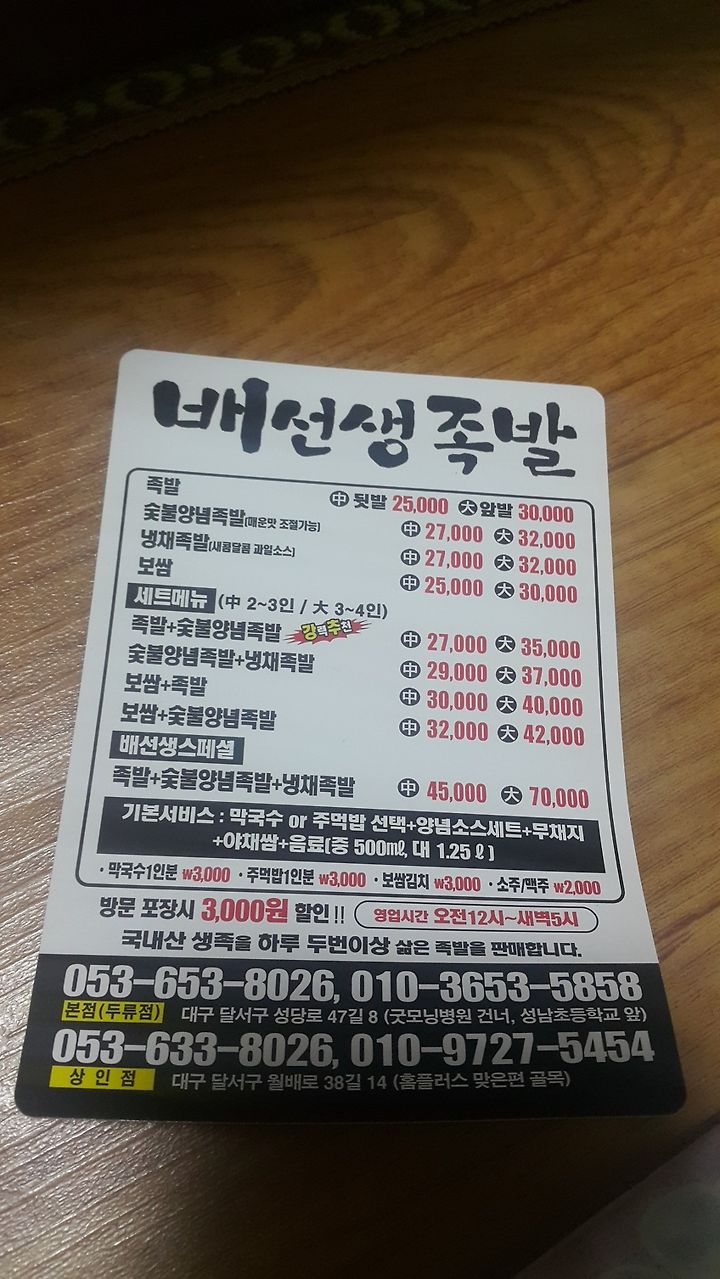 배선생족발
족발 中 뒷발 25,000 大 앞발 30,000
숯불양념족발(매운맛 조절가능) 中 27,000 大 32,000
냉채족발(새콤달콤 과일소스) 中 27,000 大 32,000
보쌈 中 25,000 大 30,000
세트메뉴 (中 2~3인 / 大 3~4인)
족발+숯불양념족발 강력추천 中 27,000 大 35,000
숯불양념족발+냉채족발 中 29,000 大 37,000
보쌈+족발 中 30,000 大 40,000
보쌈+숯불양념족발 中 32,000 大 42,000
배선생스페셜
족발+숯불양념족발+냉채족발 中 45,000 大 70,000
기본서비스 : 막국수 or 주먹밥 선택+양념소스세트+무채지
+야채쌈+음료(중 500㎖, 대 1.25ℓ)
·막국수1인분 ₩3,000 ·주먹밥1인분 ₩3,000 ·보쌈김치 ₩3,000 ·소주/맥주 ₩2,000
방문 포장시 3,000원 할인!! 영업시간 오전12시~새벽5시
국내산 생족을 하루 두번이상 삶은 족발을 판매합니다.
053-653-8026, 010-3653-5858
본점(두류점) 대구 달서구 성당로 47길 8 (굿모닝병원 건너, 성남초등학교 앞)
053-633-8026, 010-9727-5454
상인점 대구 달서구 월배로 38길 14 (홈플러스 맞은편 골목)